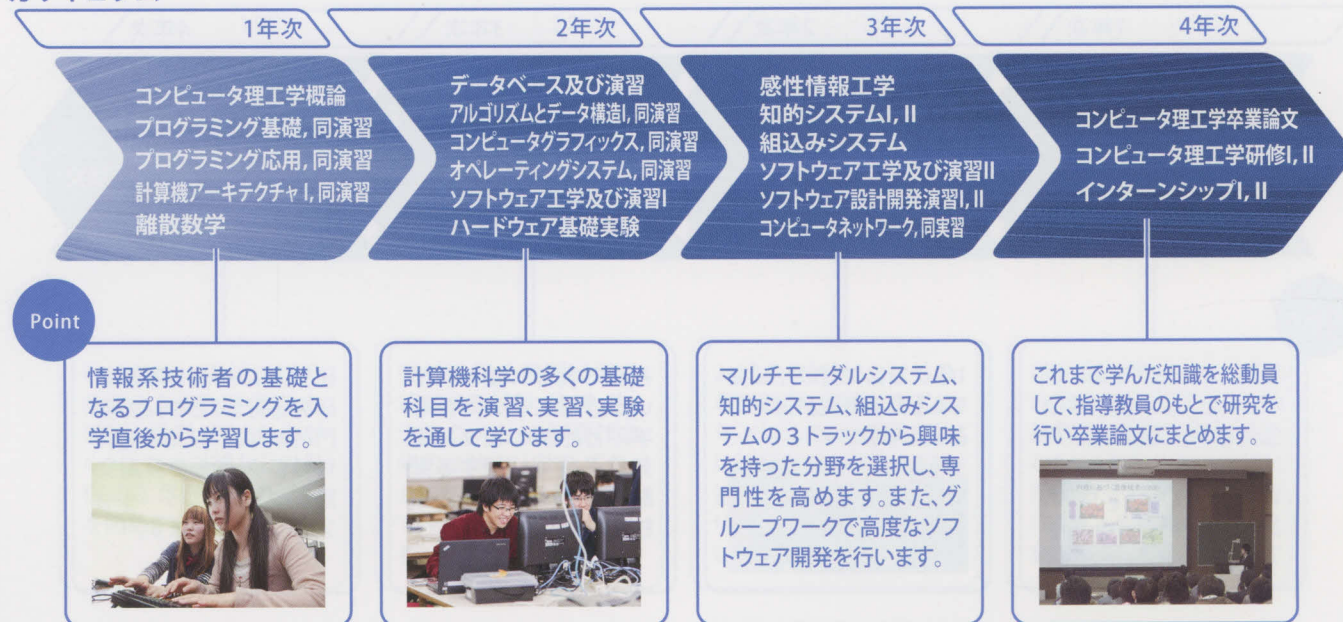 1年次
2年次
3年次
4年次
コンピュータ理工学概論
プログラミング基礎, 同演習
プログラミング応用, 同演習
計算機アーキテクチャ I, 同演習
離散数学
データベース及び演習
アルゴリズムとデータ構造I, 同演習
コンピュータグラフィックス, 同演習
オペレーティングシステム, 同演習
ソフトウェア工学及び演習I
ハードウェア基礎実験
感性情報工学
知的システムI, II
組込みシステム
ソフトウェア工学及び演習II
ソフトウェア設計開発演習I, II
コンピュータネットワーク, 同実習
コンピュータ理工学卒業論文
コンピュータ理工学研修I, II
インターンシップI, II
Point
情報系技術者の基礎と
なるプログラミングを入
学直後から学習します。
計算機科学の多くの基礎
科目を演習、実習、実験
を通して学びます。
マルチモーダルシステム、
知的システム、組込みシス
テムの3トラックから興味
を持った分野を選択し、専
門性を高めます。また、グ
ループワークで高度なソフ
トウェア開発を行います。
これまで学んだ知識を総動員
して、指導教員のもとで研究を
行い卒業論文にまとめます。